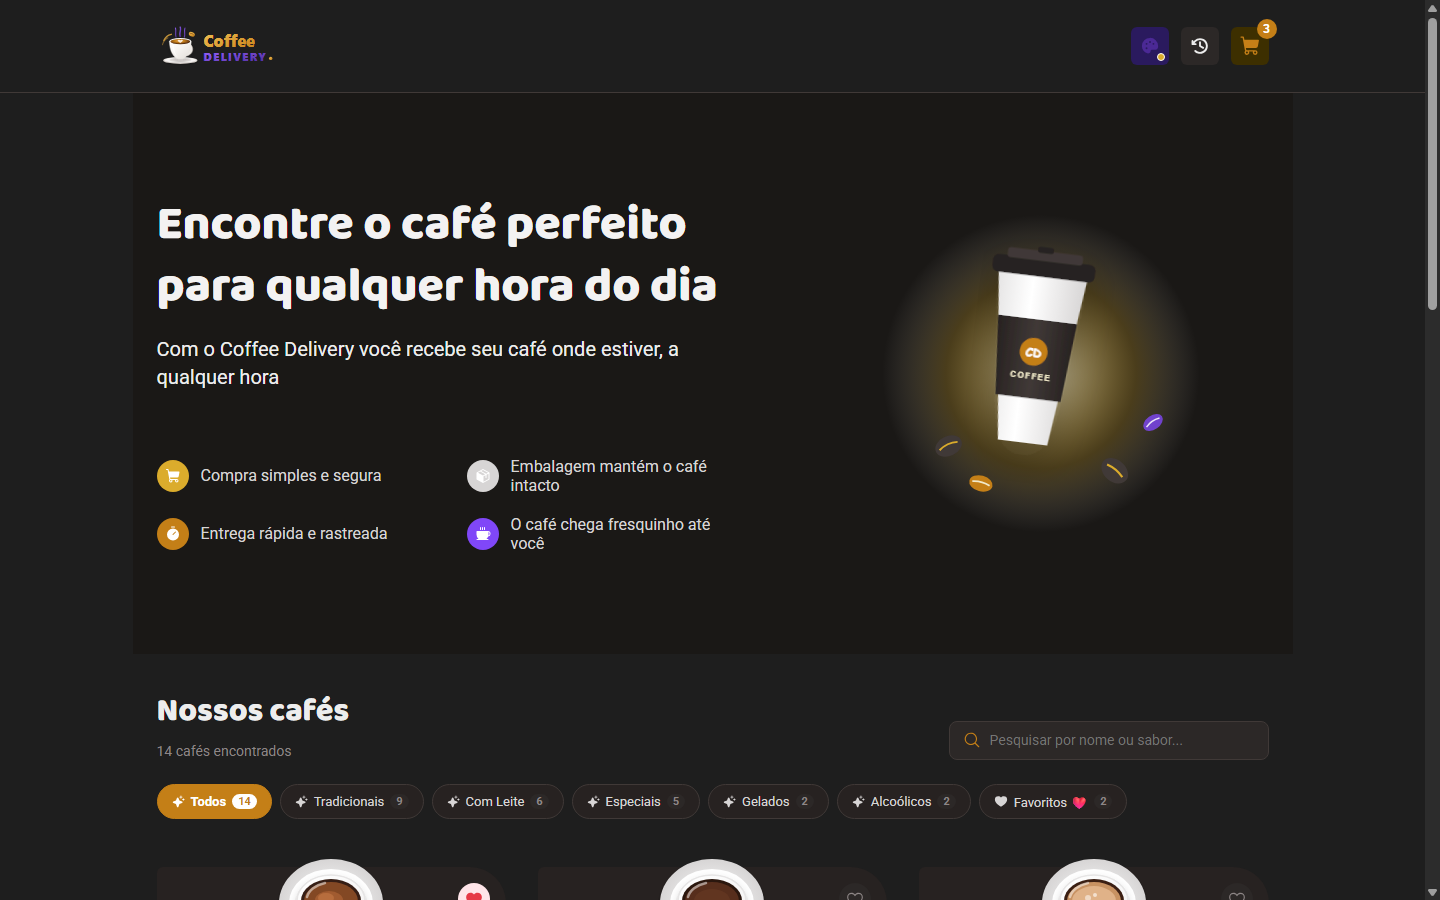 Coffee
DELIVERY
3
Encontre o café perfeito
para qualquer hora do dia
Com o Coffee Delivery você recebe seu café onde estiver, a
qualquer hora
Compra simples e segura
Embalagem mantém o café
intacto
Entrega rápida e rastreada
O café chega fresquinho até
você
CD
COFFEE
Nossos cafés
14 cafés encontrados
Pesquisar por nome ou sabor...
Todos 14
Tradicionais 9
Com Leite 6
Especiais 5
Gelados 2
Alcoólicos 2
Favoritos 2